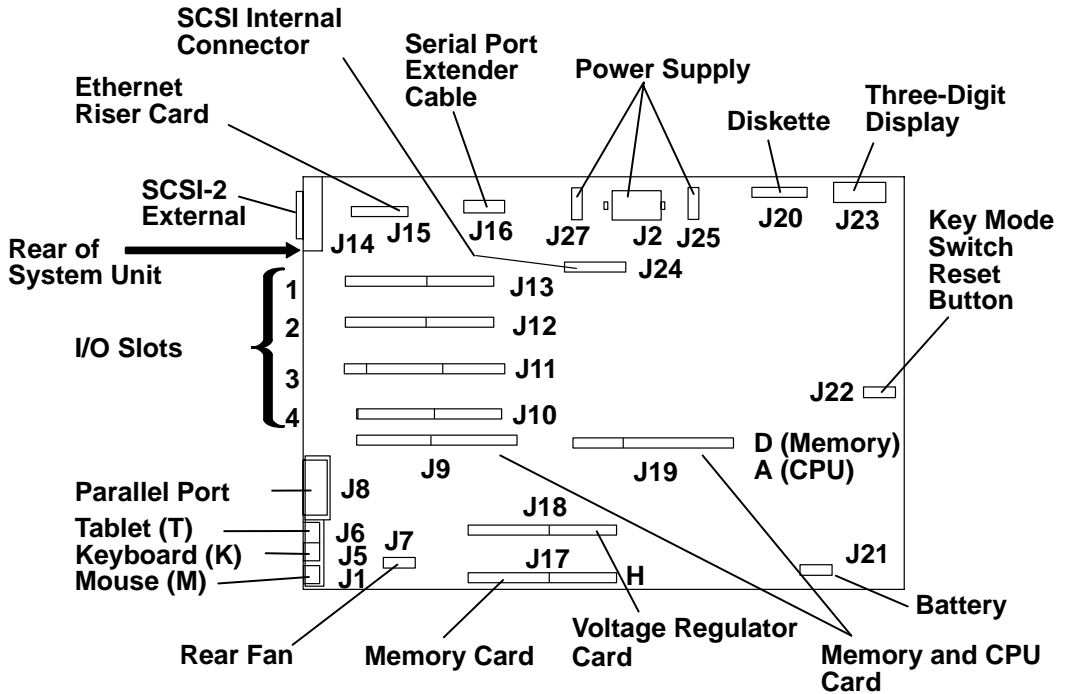 SCSI Internal
Connector
Serial Port
Extender
Cable
Power Supply
Ethernet
Riser Card
Three-Digit
Display
Diskette
SCSI-2
External
J14
J15
J16
J27
J2
J25
J20
J23
Key Mode
Switch
Reset
Button
Rear of
System Unit
J24
1
J13
2
J12
I/O Slots
3
J11
J22
4
J10
D (Memory)
A (CPU)
J9
J19
Parallel Port
J8
J18
Tablet (T)
J6
Keyboard (K)
J5
J7
J17
J21
Mouse (M)
J1
H
Battery
Rear Fan
Memory Card
Voltage Regulator
Card
Memory and CPU
Card